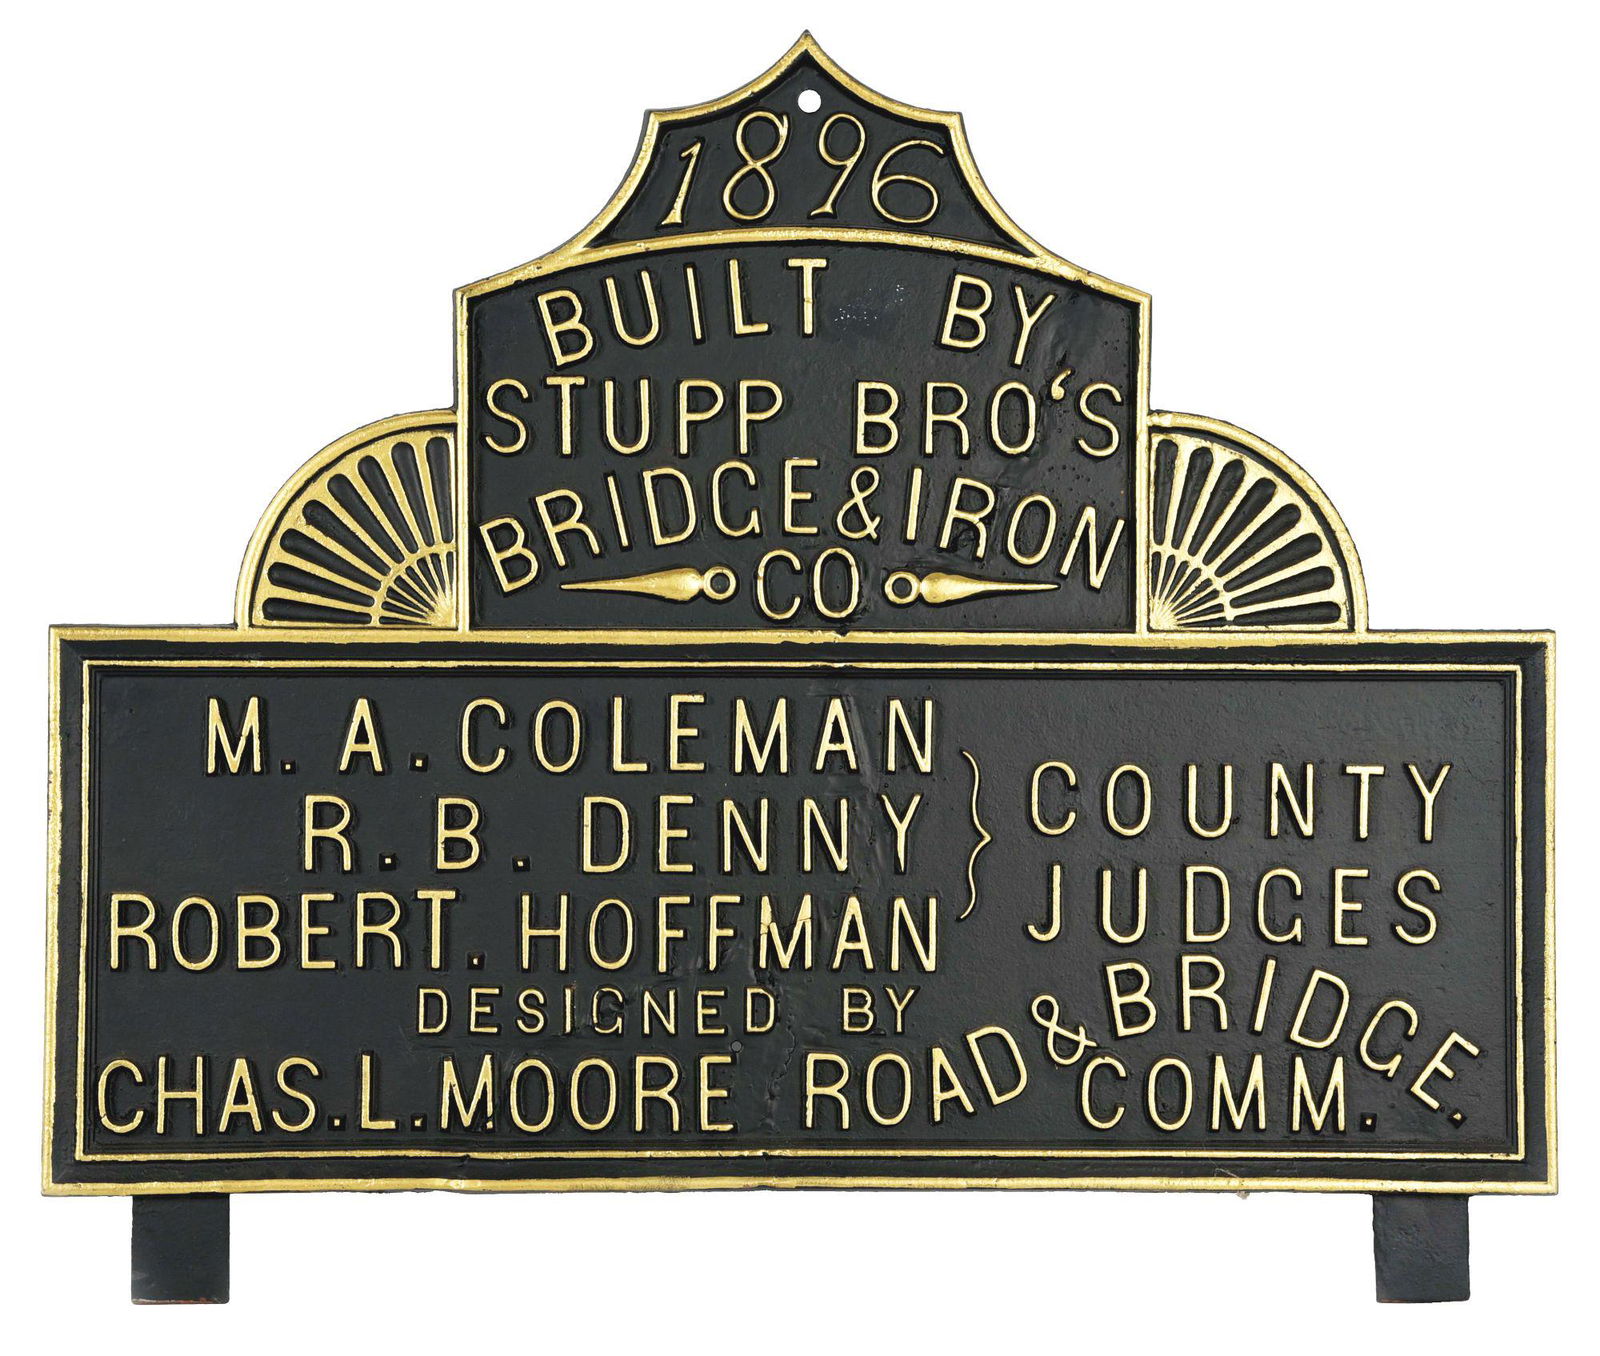 1896
BUILT BY
STUPP BRO'S
BRIDGE & IRON
CO
M. A. COLEMAN
R. B. DENNY
ROBERT. HOFFMAN
COUNTY
JUDGES
DESIGNED BY
CHAS. L. MOORE ROAD & BRIDGE.
COMM.